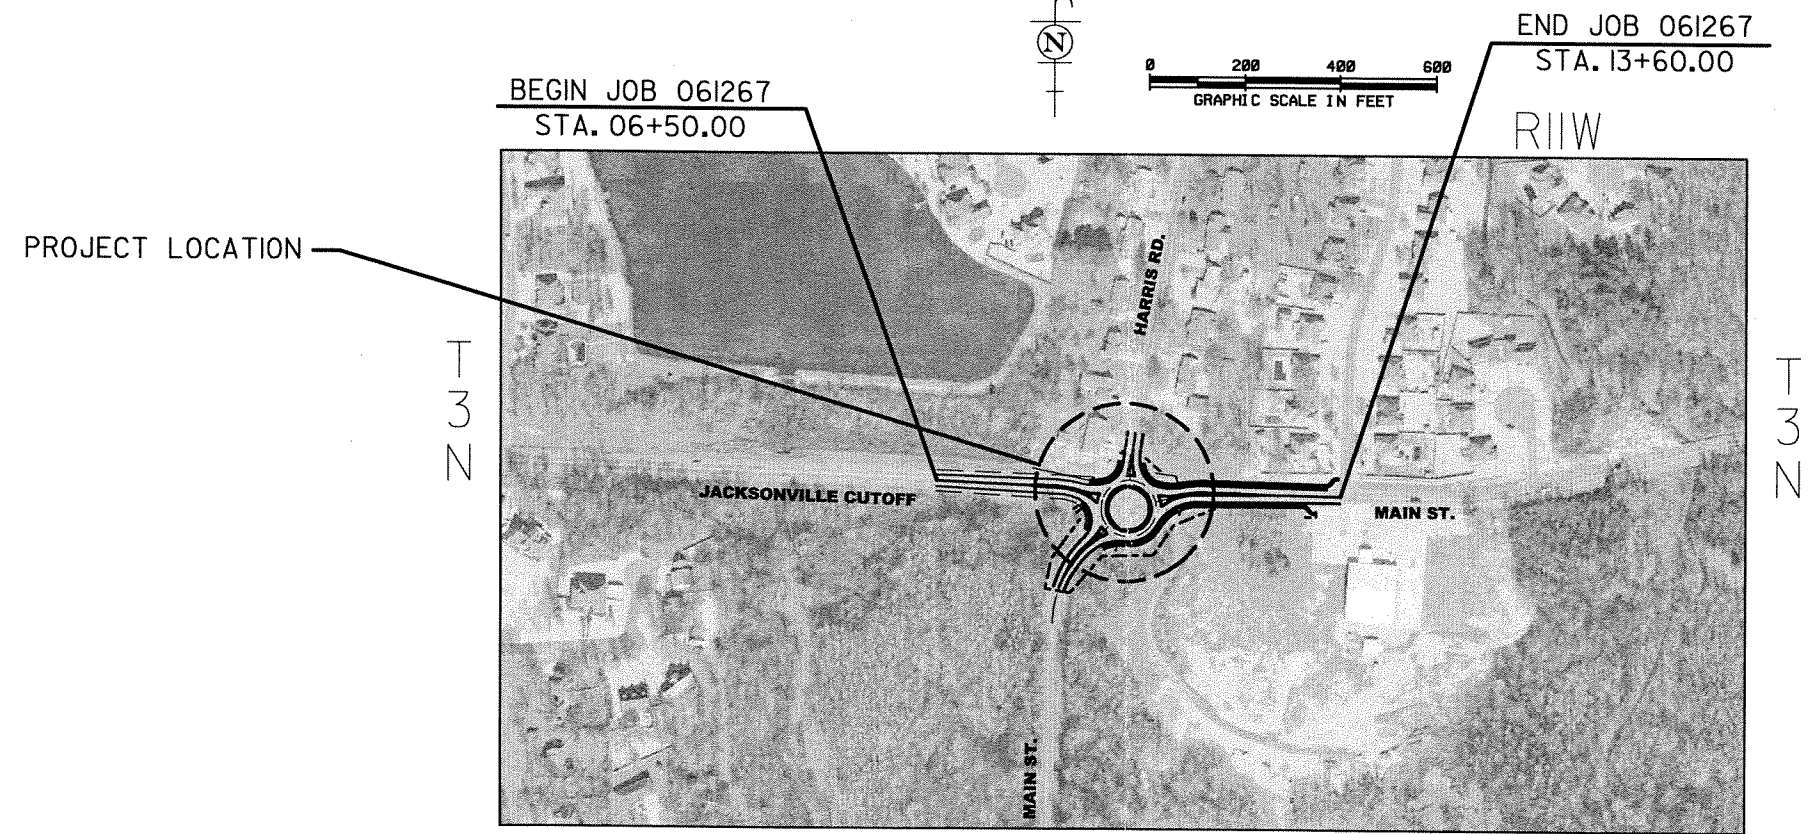 N
END JOB 061267
STA. 13+60.00
0 200 400 600
GRAPHIC SCALE IN FEET
BEGIN JOB 061267
STA. 06+50.00
R11W
PROJECT LOCATION
HARRIS RD.
T
3
N
T
3
N
JACKSONVILLE CUTOFF
MAIN ST.
MAIN ST.